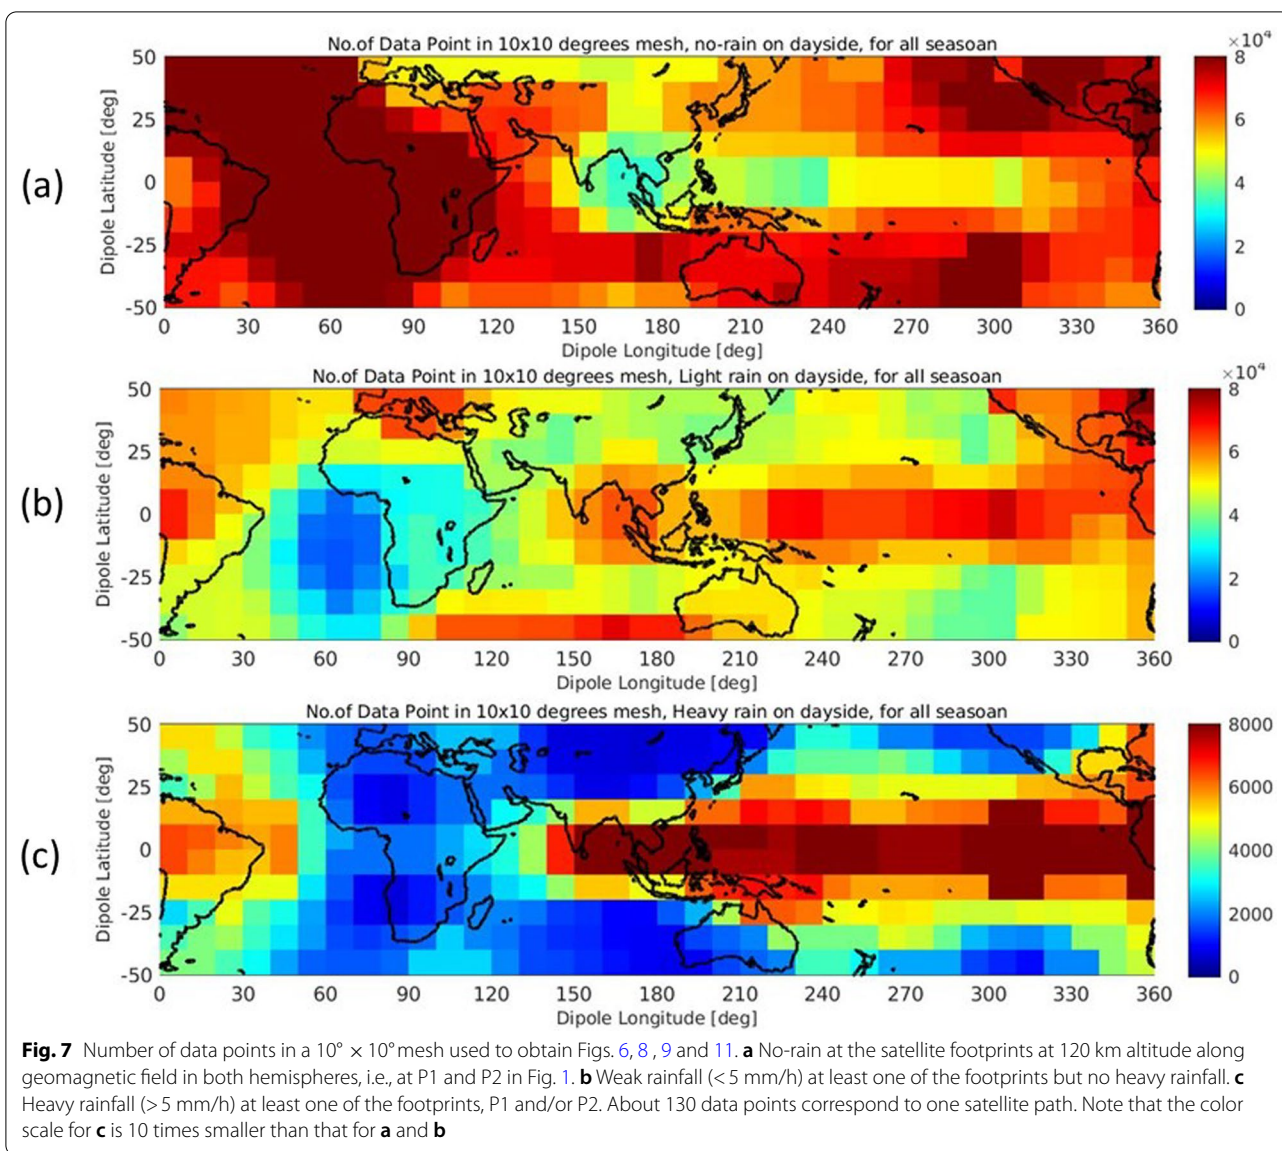 No.of Data Point in 10x10 degrees mesh, no-rain on dayside, for all seasoan
×10⁴
(a)
Dipole Latitude [deg]
50
25
0
-25
-50
0 30 60 90 120 150 180 210 240 270 300 330 360
Dipole Longitude [deg]
8
6
4
2
0
No.of Data Point in 10x10 degrees mesh, Light rain on dayside, for all seasoan
×10⁴
(b)
Dipole Latitude [deg]
50
25
0
-25
-50
0 30 60 90 120 150 180 210 240 270 300 330 360
Dipole Longitude [deg]
8
6
4
2
0
No.of Data Point in 10x10 degrees mesh, Heavy rain on dayside, for all seasoan
(c)
Dipole Latitude [deg]
50
25
0
-25
-50
0 30 60 90 120 150 180 210 240 270 300 330 360
Dipole Longitude [deg]
8000
6000
4000
2000
0
Fig. 7 Number of data points in a 10° × 10° mesh used to obtain Figs. 6, 8 , 9 and 11. a No-rain at the satellite footprints at 120 km altitude along
geomagnetic field in both hemispheres, i.e., at P1 and P2 in Fig. 1. b Weak rainfall (< 5 mm/h) at least one of the footprints but no heavy rainfall. c
Heavy rainfall (> 5 mm/h) at least one of the footprints, P1 and/or P2. About 130 data points correspond to one satellite path. Note that the color
scale for c is 10 times smaller than that for a and b